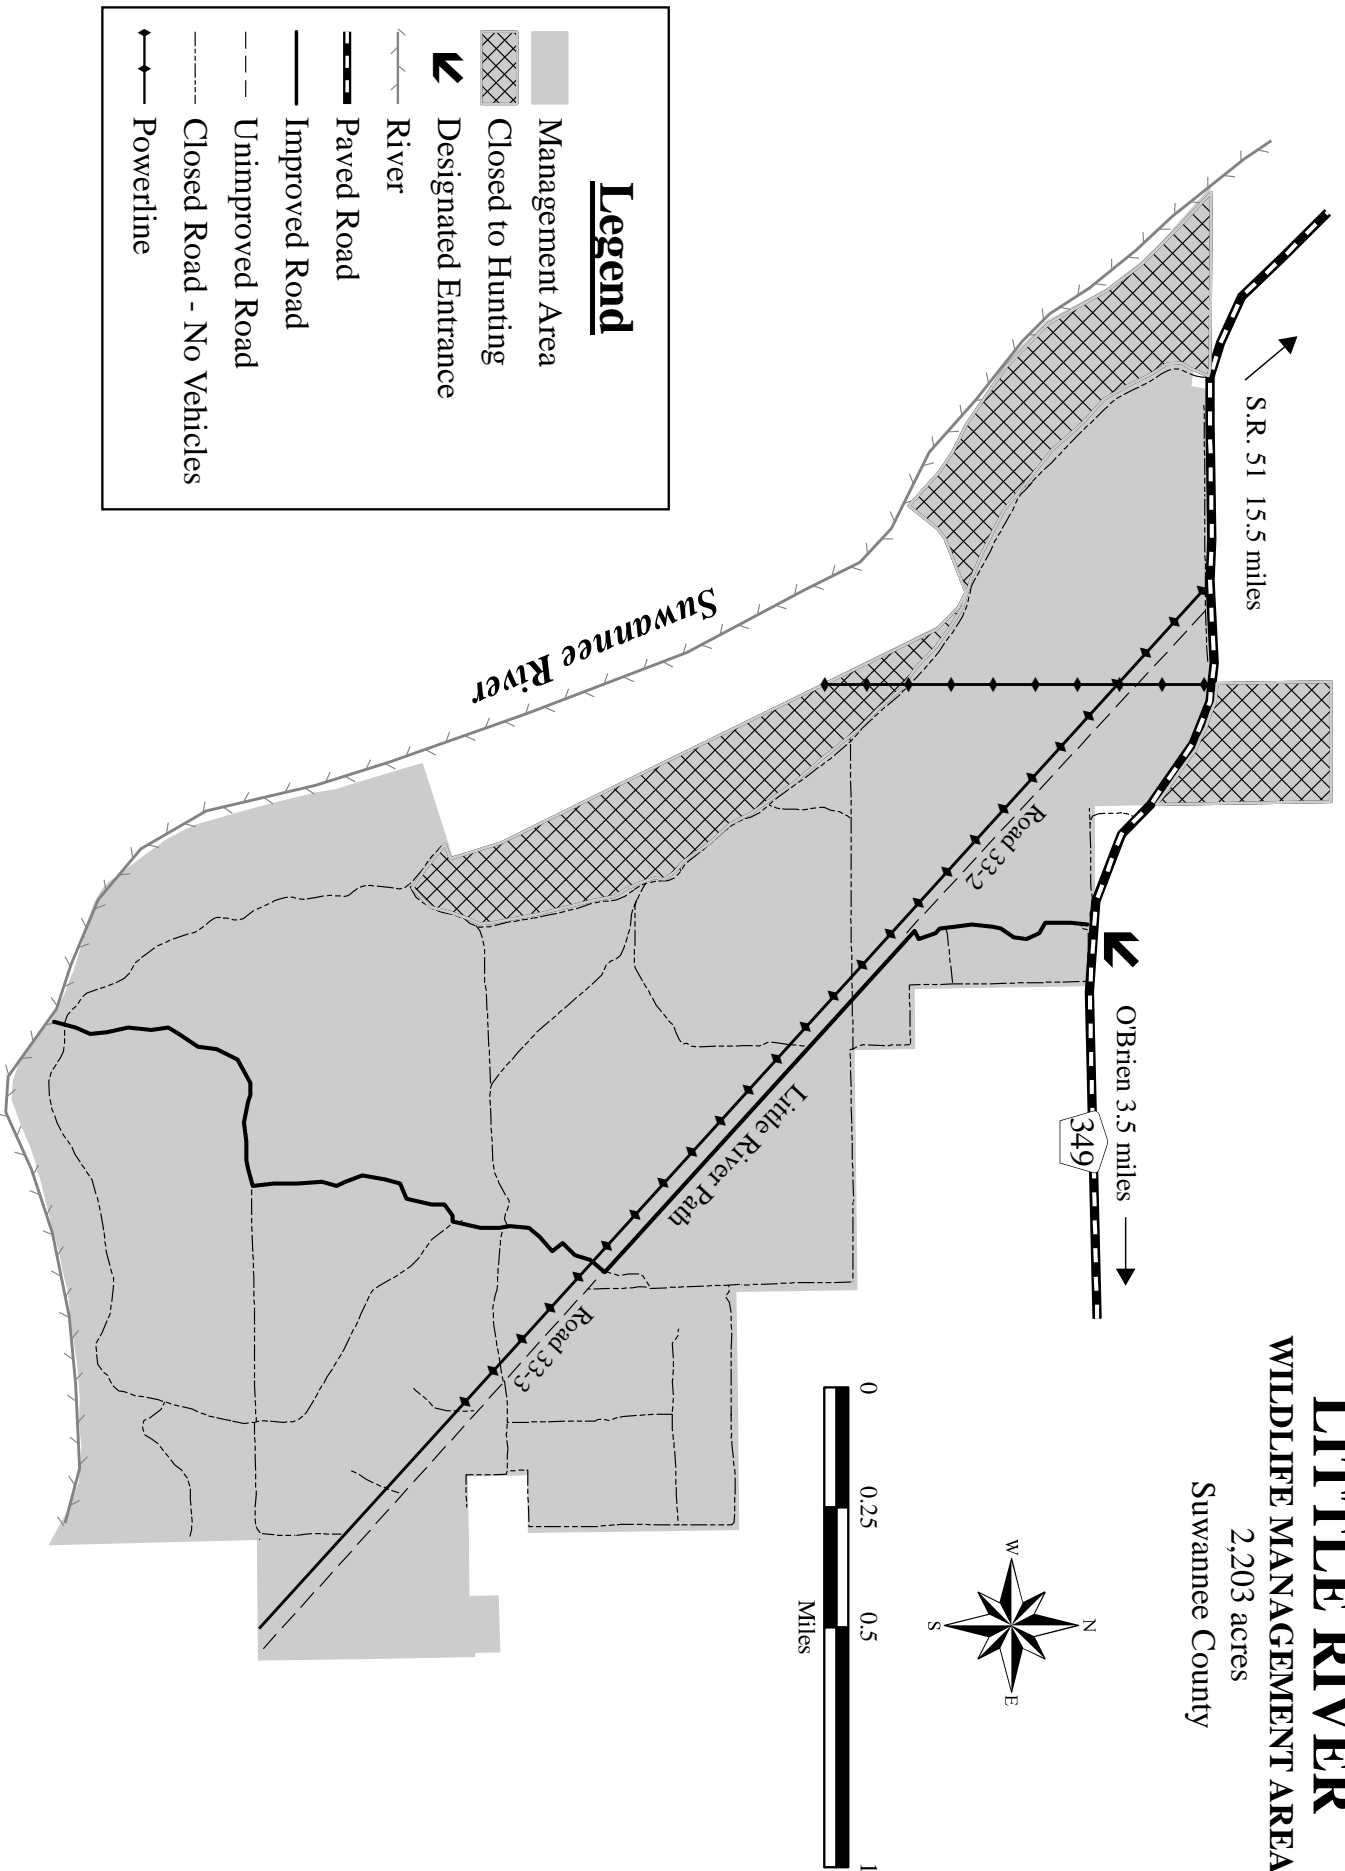 LITTLE RIVER
WILDLIFE MANAGEMENT AREA
2,203 acres
Suwannee County
S.R. 51 15.5 miles
O'Brien 3.5 miles
349
N
W
E
S
0
0.25
0.5
1
Miles
Road 33-2
Little River Path
Road 33-3
Suwannee River
Legend
Management Area
Closed to Hunting
Designated Entrance
River
Paved Road
Improved Road
Unimproved Road
Closed Road - No Vehicles
Powerline